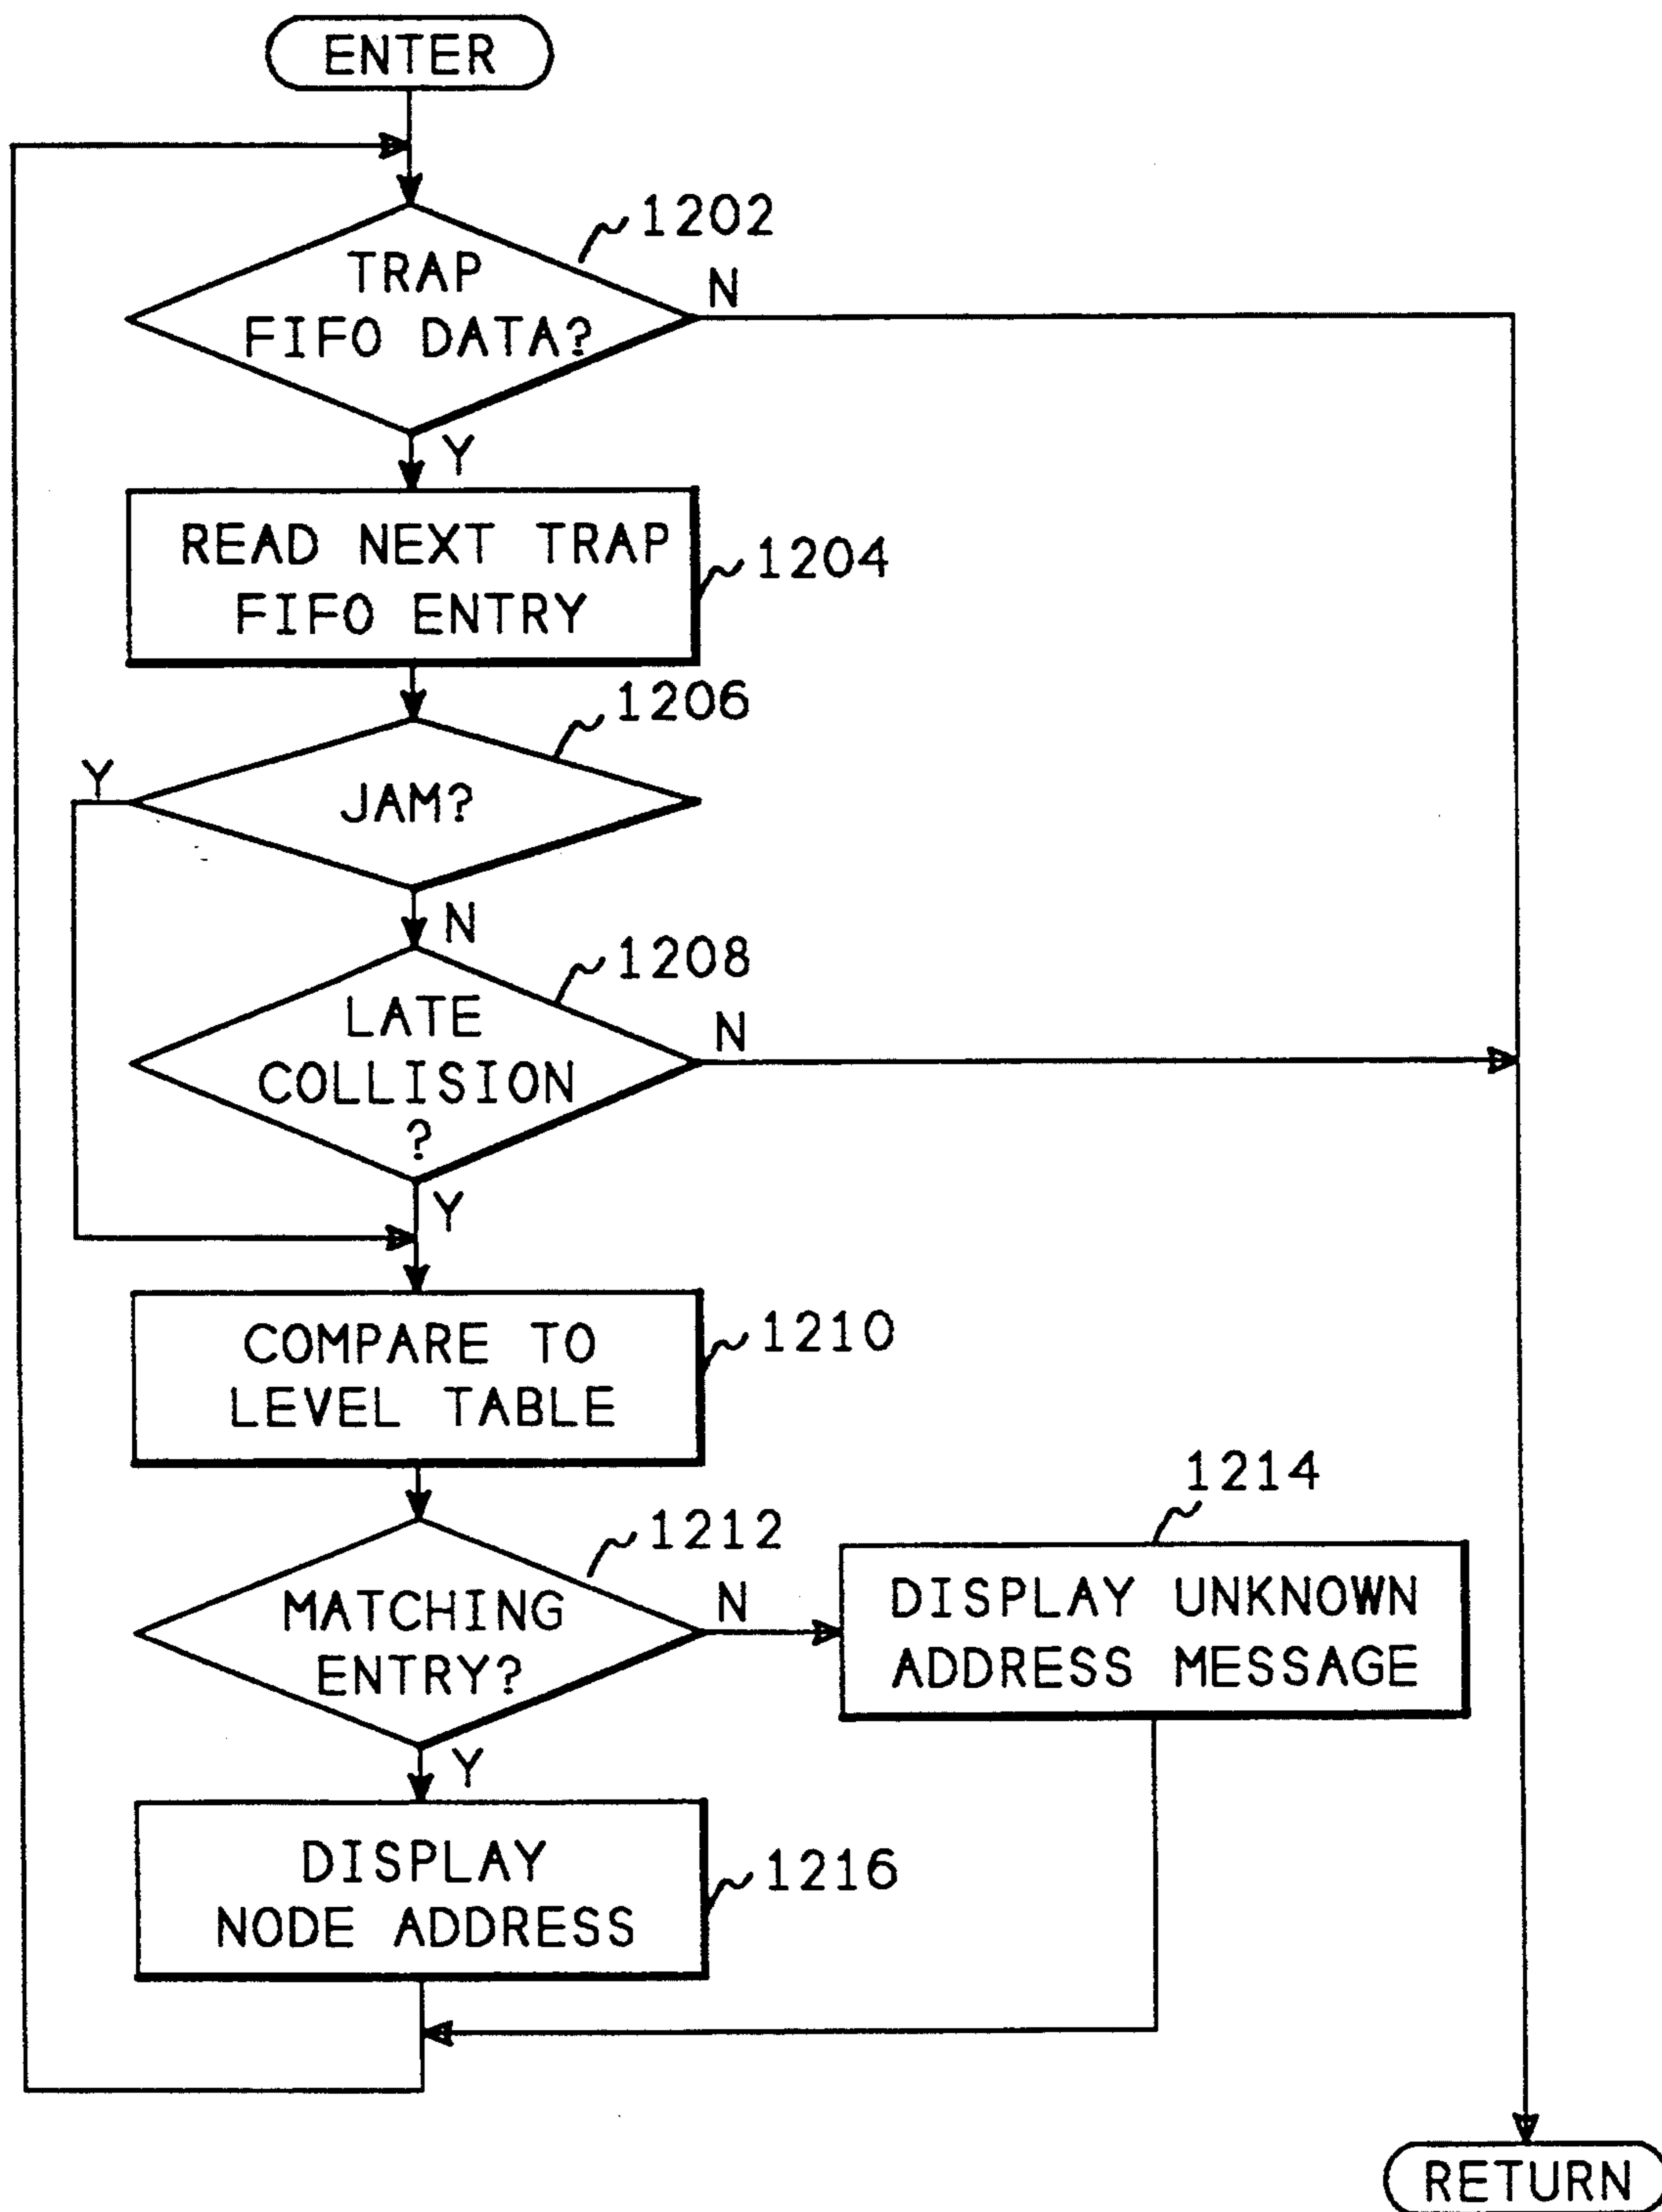 ENTER
1202
TRAP
FIFO DATA?
N
Y
READ NEXT TRAP
FIFO ENTRY
1204
1206
Y
JAM?
N
1208
LATE
COLLISION
?
N
Y
COMPARE TO
LEVEL TABLE
1210
1212
MATCHING
ENTRY?
N
1214
DISPLAY UNKNOWN
ADDRESS MESSAGE
Y
DISPLAY
NODE ADDRESS
1216
RETURN